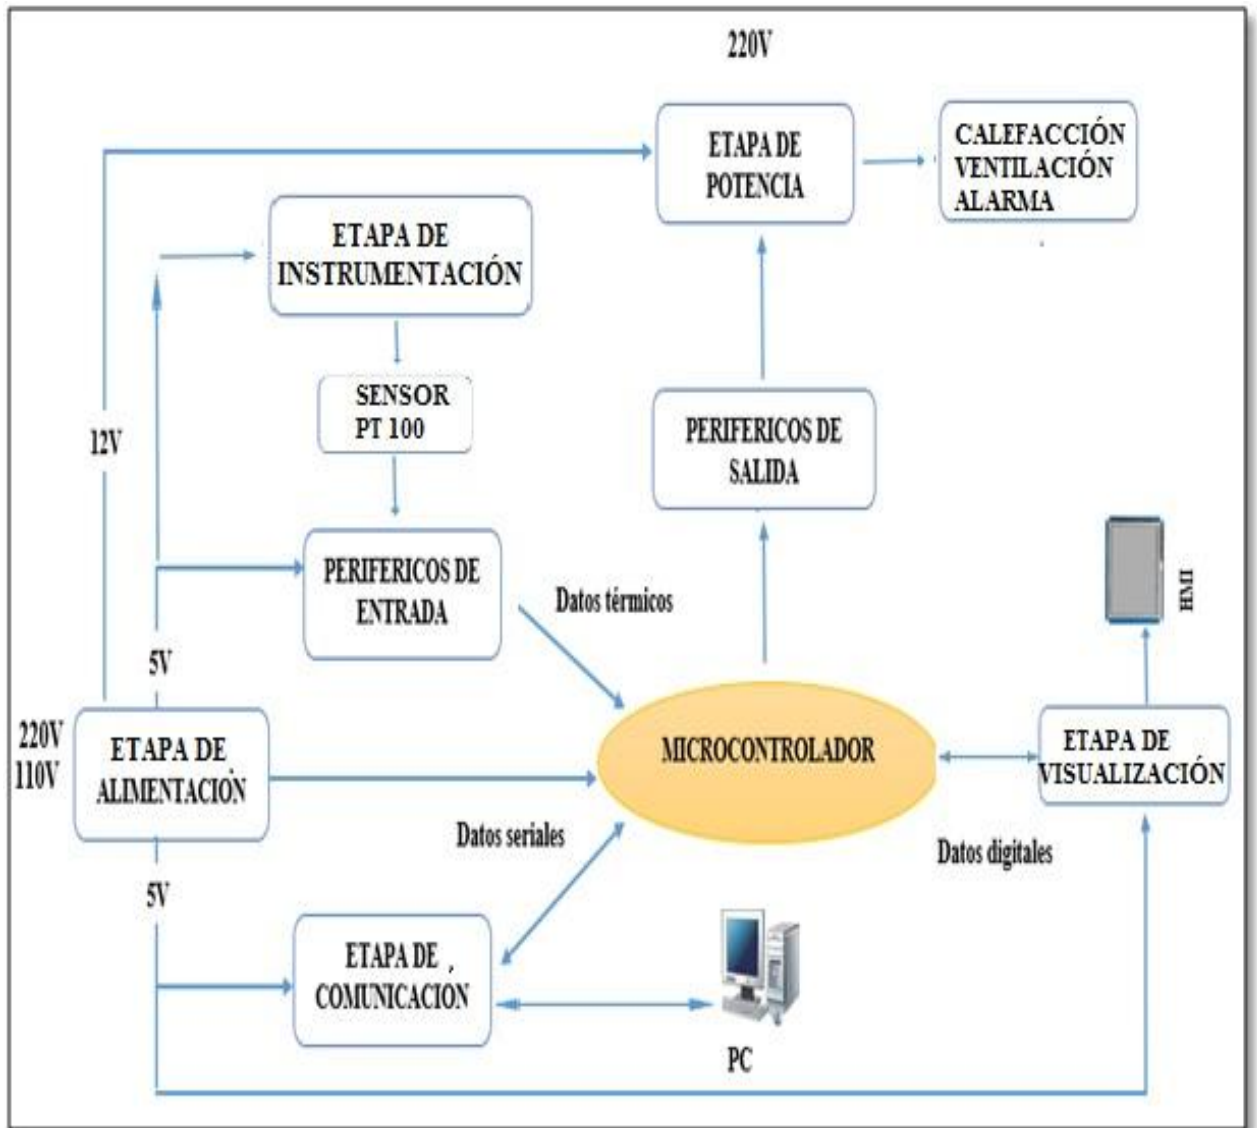 220V
ETAPA DE
POTENCIA
CALEFACCIÓN
VENTILACIÓN
ALARMA
ETAPA DE
INSTRUMENTACIÓN
SENSOR
PT 100
12V
PERIFERICOS DE
SALIDA
PERIFERICOS DE
ENTRADA
Datos térmicos
HMI
5V
220V
110V
ETAPA DE
ALIMENTACIÓN
MICROCONTROLADOR
ETAPA DE
VISUALIZACIÓN
Datos seriales
Datos digitales
5V
ETAPA DE
COMUNICACIÓN
PC